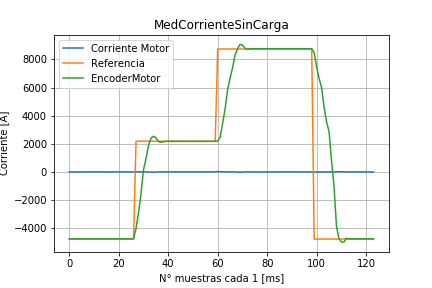 MedCorrienteSinCarga
Corriente Motor
Referencia
EncoderMotor
8000
6000
4000
2000
0
−2000
−4000
Corriente [A]
0 20 40 60 80 100 120
N° muestras cada 1 [ms]